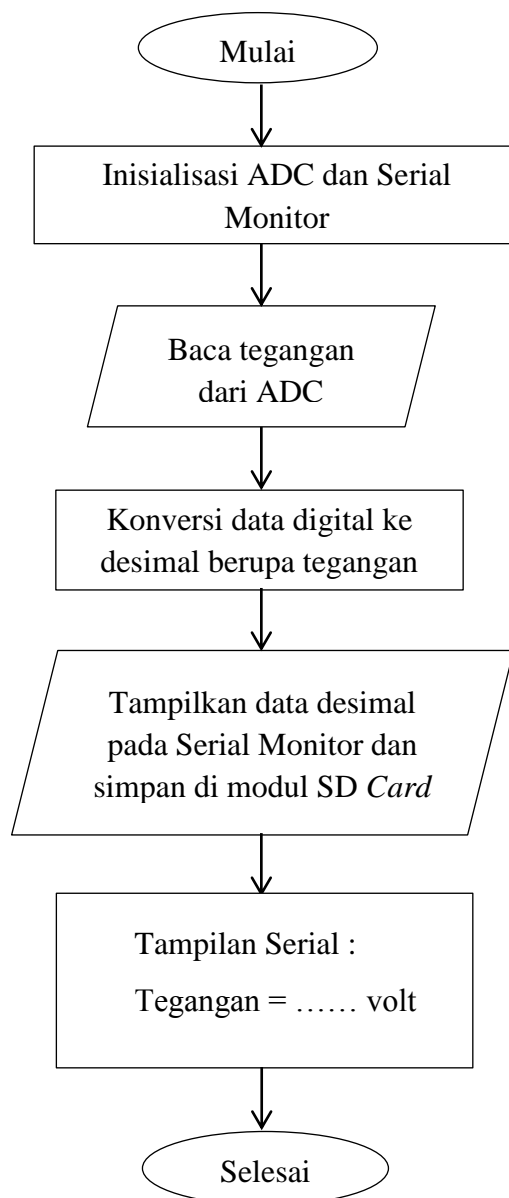 Mulai
Inisialisasi ADC dan Serial
Monitor
Baca tegangan
dari ADC
Konversi data digital ke
desimal berupa tegangan
Tampilkan data desimal
pada Serial Monitor dan
simpan di modul SD Card
Tampilan Serial :
Tegangan = …… volt
Selesai